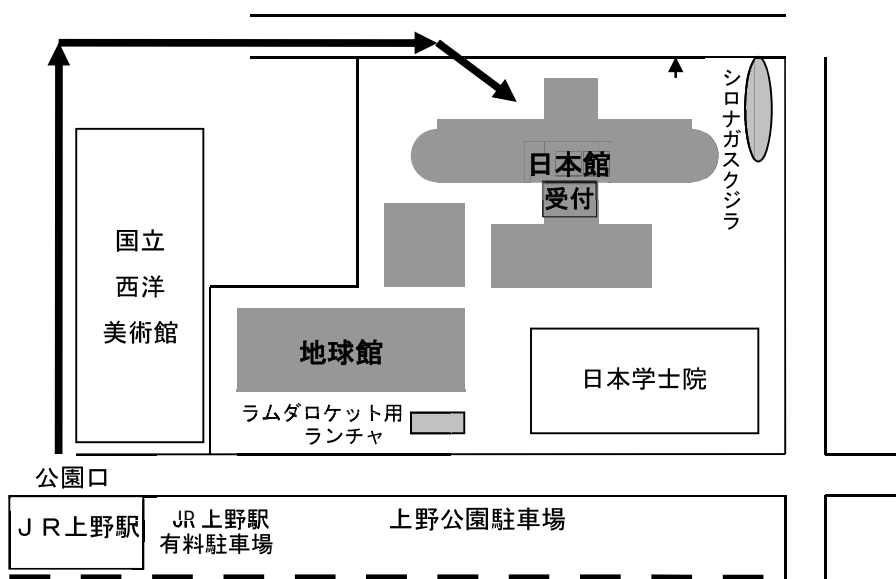 シロナガスクジラ
日本館
受付
国立
西洋
美術館
地球館
日本学士院
ラムダロケット用
ランチャ
公園口
ＪＲ上野駅
JR 上野駅
有料駐車場
上野公園駐車場